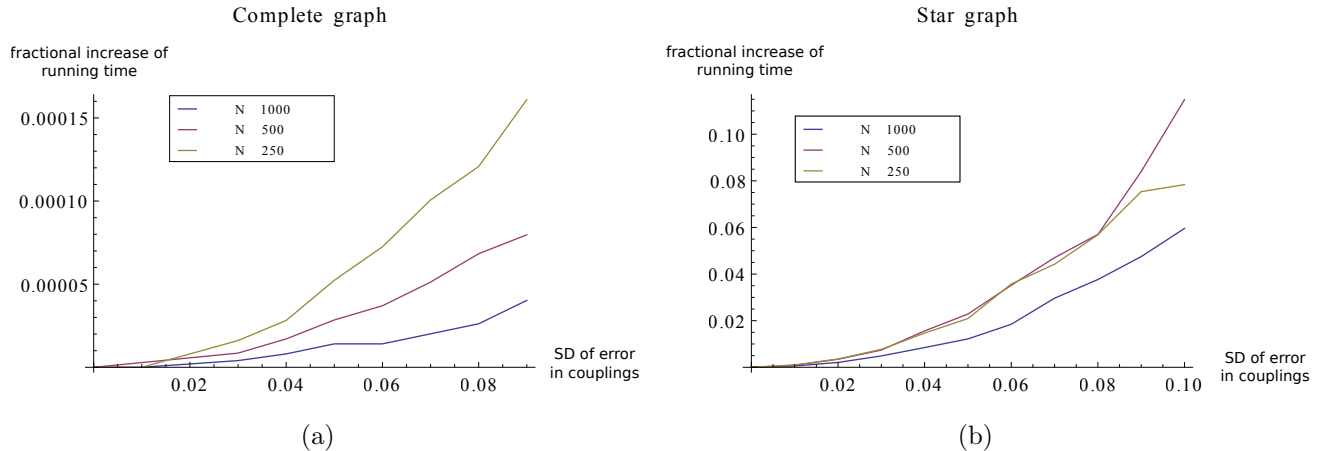 Complete graph
fractional increase of
running time
N 1000
N 500
N 250
0.00015
0.00010
0.00005
0.02 0.04 0.06 0.08
SD of error
in couplings
(a)
Star graph
fractional increase of
running time
N 1000
N 500
N 250
0.10
0.08
0.06
0.04
0.02
0.02 0.04 0.06 0.08 0.10
SD of error
in couplings
(b)